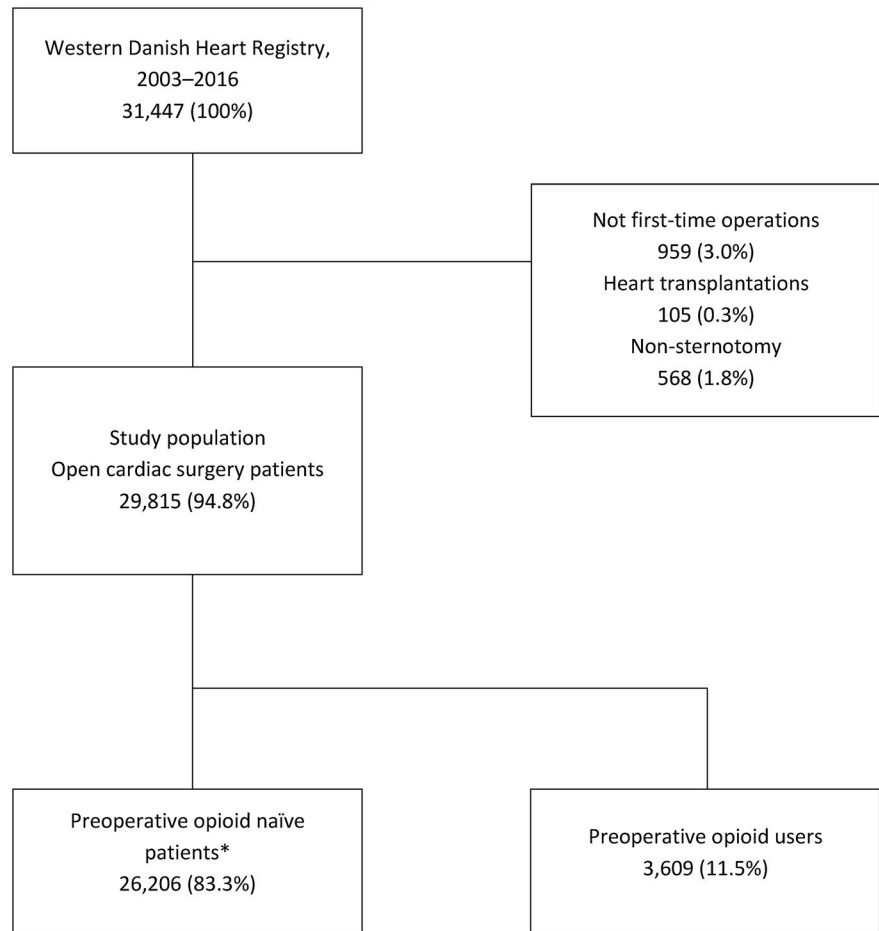 Western Danish Heart Registry,
2003–2016
31,447 (100%)
Not first-time operations
959 (3.0%)
Heart transplantations
105 (0.3%)
Non-sternotomy
568 (1.8%)
Study population
Open cardiac surgery patients
29,815 (94.8%)
Preoperative opioid naïve
patients*
26,206 (83.3%)
Preoperative opioid users
3,609 (11.5%)